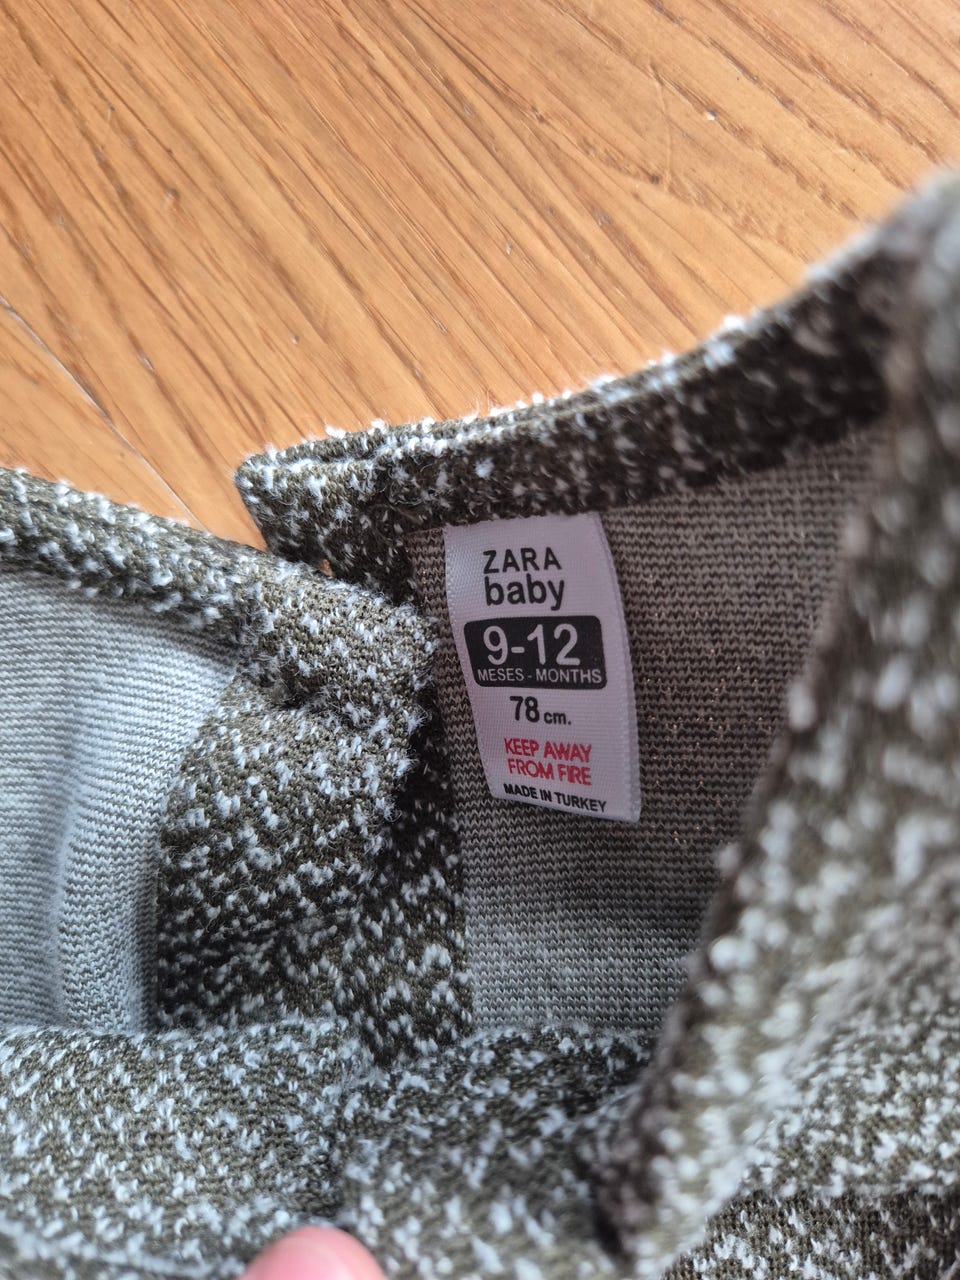 ZARA
baby
9-12
MESES - MONTHS
78 cm.
KEEP AWAY
FROM FIRE
MADE IN TURKEY